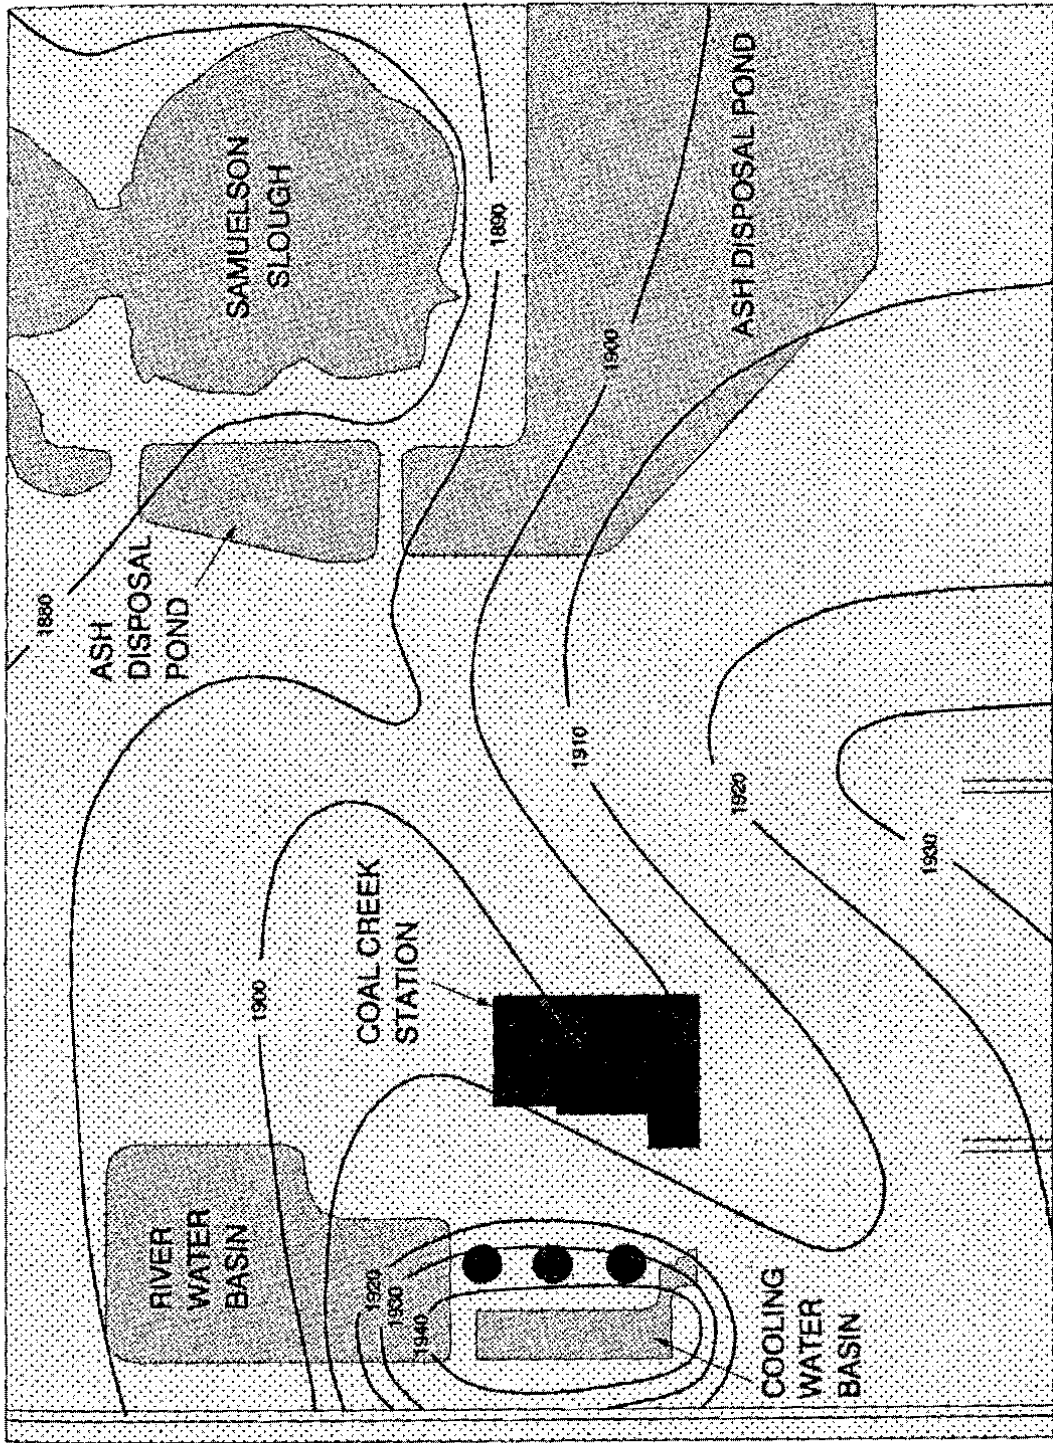 SAMUELSON
SLOUGH
1890
ASH DISPOSAL POND
1900
1880
ASH
DISPOSAL
POND
1910
1920
1930
COAL CREEK
STATION
1900
RIVER
WATER
BASIN
1920
1930
1940
COOLING
WATER
BASIN